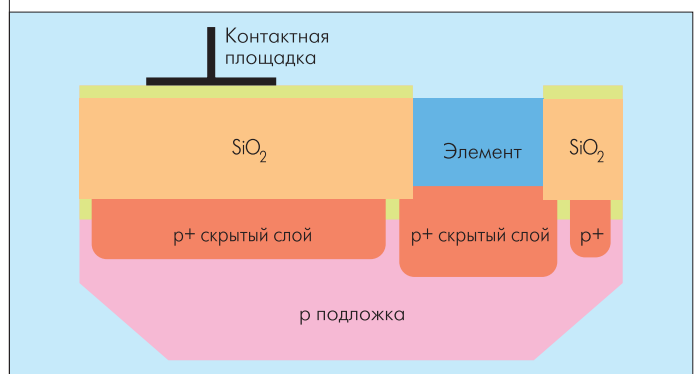 Контактная
площадка
SiO₂
Элемент
SiO₂
p+ скрытый слой
p+ скрытый слой
p+
p подложка